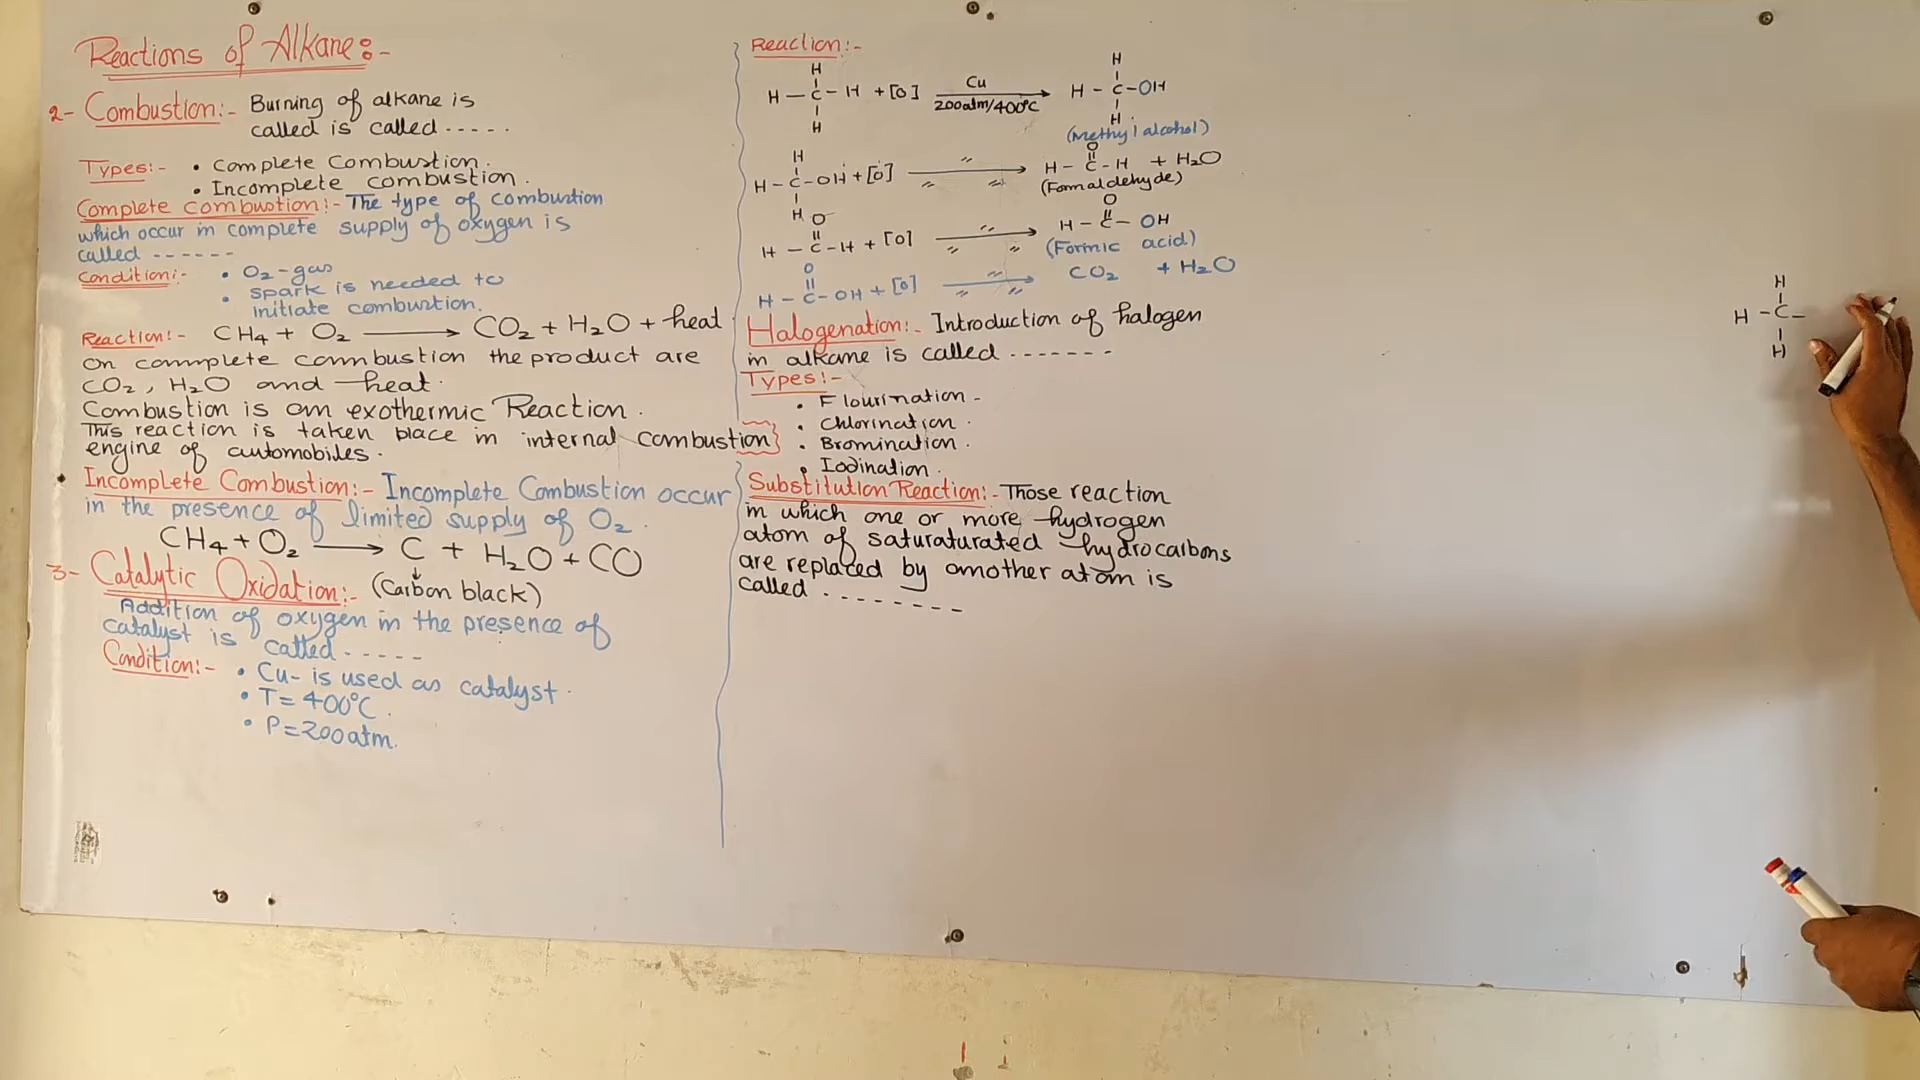 Reactions of Alkane:-
2- Combustion:- Burning of alkane is
called is called -----
Types:- • Complete Combustion.
• Incomplete combustion.
Complete combustion:- The type of combustion
which occur in complete supply of oxygen is
called ------
Condition:- • O₂-gas
• spark is needed to
initiate combustion.
Reaction:- CH₄ + O₂ ⟶ CO₂ + H₂O + heat
on complete combustion the product are
CO₂, H₂O and heat.
Combustion is an exothermic Reaction.
This reaction is taken place in internal combustion
engine of automobiles.
Incomplete Combustion:- Incomplete Combustion occur
in the presence of limited supply of O₂.
CH₄ + O₂ ⟶ C + H₂O + CO
(Carbon black)
3- Catalytic Oxidation:-
Addition of oxygen in the presence of
catalyst is called -----
Condition:- • Cu- is used as catalyst.
• T = 400°C.
• P = 200 atm.
Reaction:-
H
H - C - H + [O] Cu ⟶ 200atm/400°C
H
H
H - C - OH
H
(Methyl alcohol)
H
H - C - OH + [O] ⟶
H
O
H - C - H + H₂O
(Formaldehyde)
O
H - C - H + [O] ⟶
O
H - C - OH
(Formic acid)
O
H - C - OH + [O] ⟶ CO₂ + H₂O
Halogenation:- Introduction of halogen
in alkane is called -------
Types:-
• Flourination -
• Chlorination.
• Bromination.
• Iodination.
Substitution Reaction:- Those reaction
in which one or more hydrogen
atom of saturaturated hydrocarbons
are replaced by another atom is
called --------
H
H - C -
H